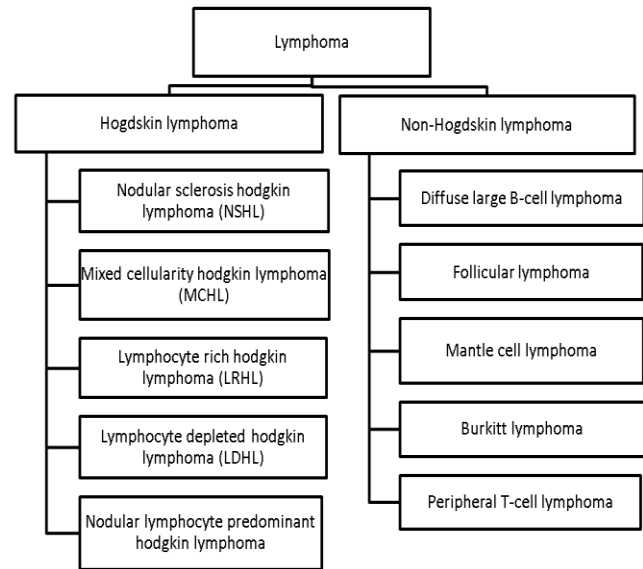 Lymphoma
Hogdskin lymphoma
Non-Hogdskin lymphoma
Nodular sclerosis hodgkin
lymphoma (NSHL)
Mixed cellularity hodgkin lymphoma
(MCHL)
Lymphocyte rich hodgkin
lymphoma (LRHL)
Lymphocyte depleted hodgkin
lymphoma (LDHL)
Nodular lymphocyte predominant
hodgkin lymphoma
Diffuse large B-cell lymphoma
Follicular lymphoma
Mantle cell lymphoma
Burkitt lymphoma
Peripheral T-cell lymphoma